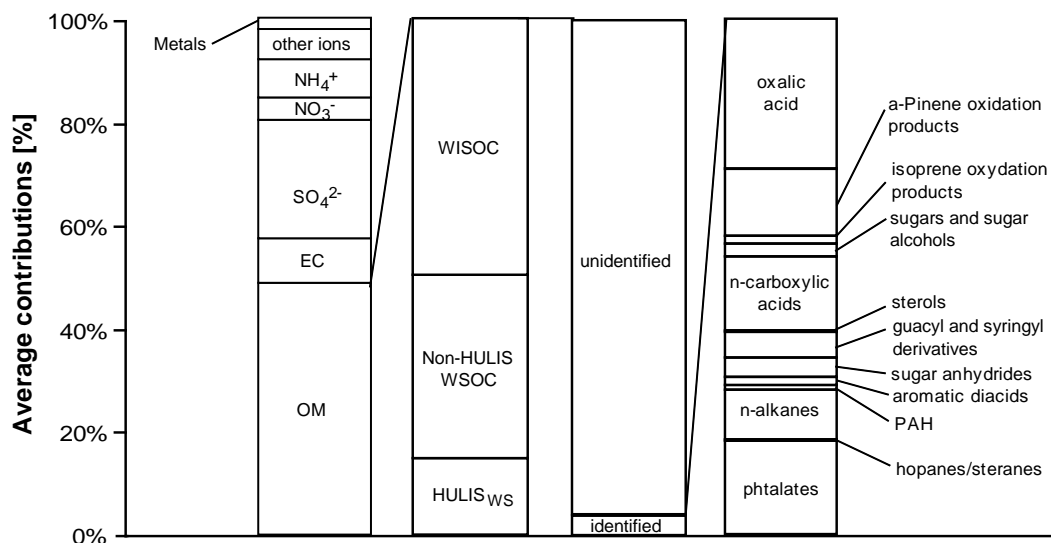 Average contributions [%]
100%
80%
60%
40%
20%
0%
Metals
other ions
NH4+
NO3-
SO42-
EC
OM
WISOC
Non-HULIS
WSOC
HULISWS
unidentified
identified
oxalic
acid
n-carboxylic
acids
n-alkanes
phtalates
a-Pinene oxidation
products
isoprene oxydation
products
sugars and sugar
alcohols
sterols
guacyl and syringyl
derivatives
sugar anhydrides
aromatic diacids
PAH
hopanes/steranes